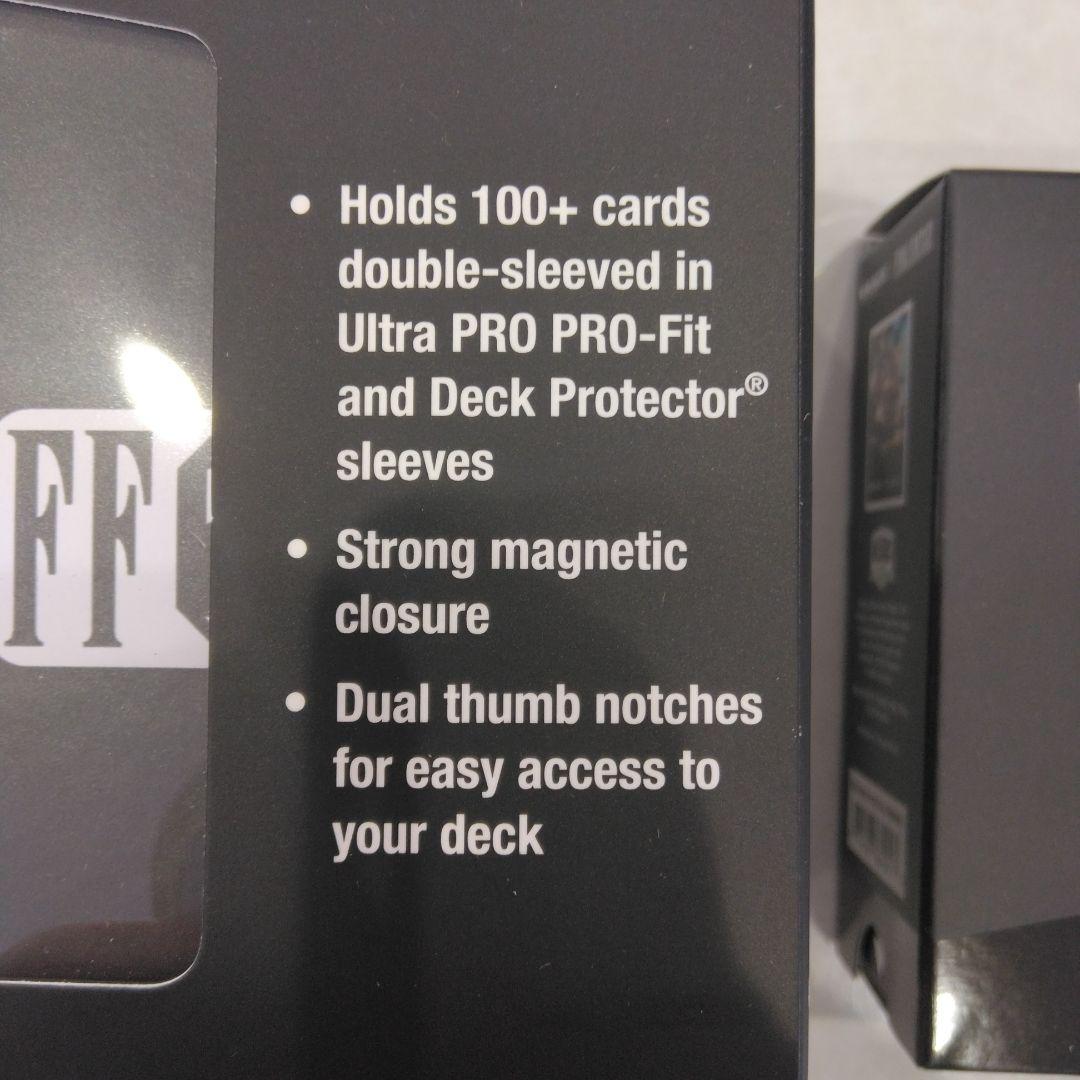 • Holds 100+ cards
double-sleeved in
Ultra PRO PRO-Fit
and Deck Protector®
sleeves
• Strong magnetic
closure
• Dual thumb notches
for easy access to
your deck
FF